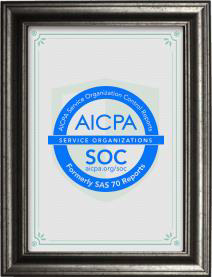 AICPA Service Organization Control Reports
AICPA
SERVICE ORGANIZATIONS
SOC
aicpa.org/soc
Formerly SAS 70 Reports